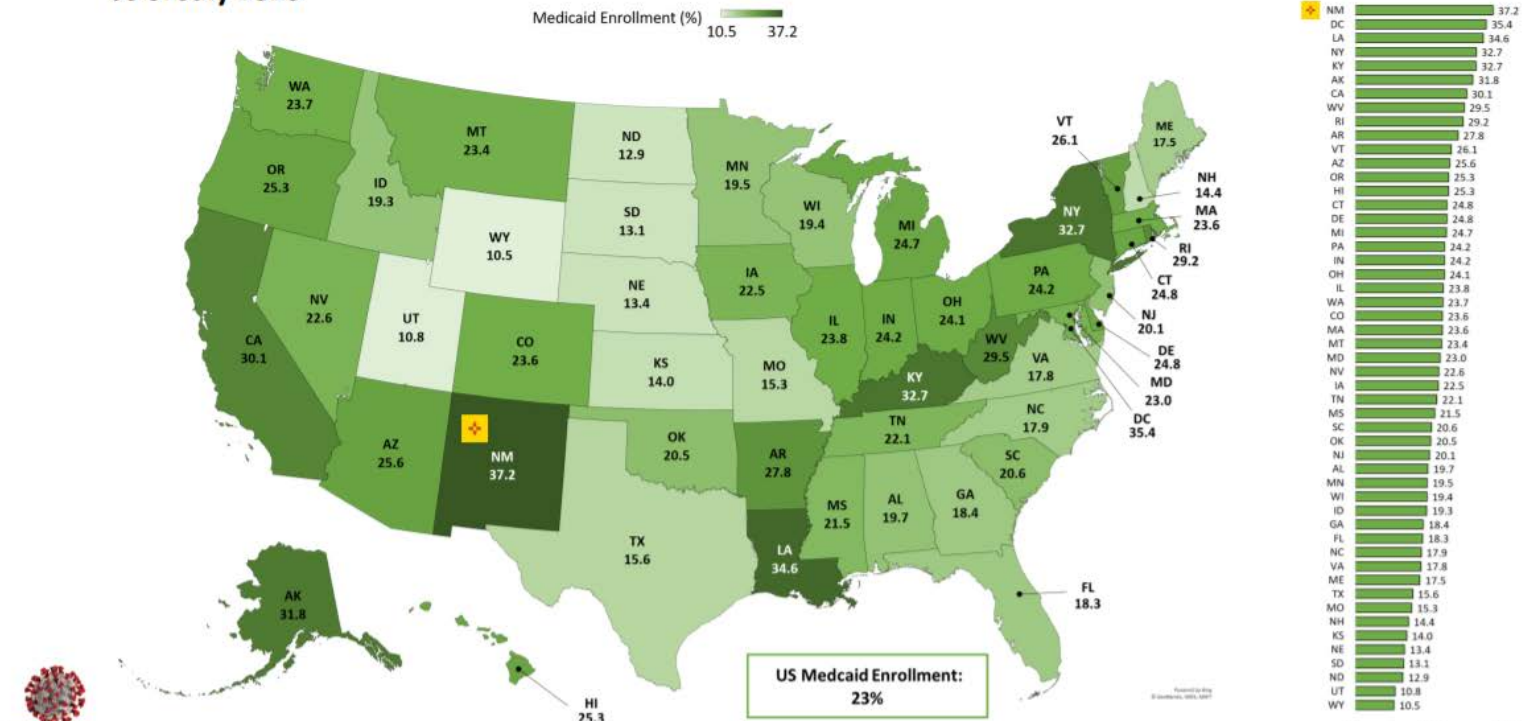 Medicaid Enrollment (%)
10.5 37.2
WA
23.7
MT
23.4
ND
12.9
MN
19.5
ME
17.5
VT
26.1
NH
14.4
OR
25.3
ID
19.3
SD
13.1
WI
19.4
MI
24.7
NY
32.7
MA
23.6
RI
29.2
CT
24.8
WY
10.5
IA
22.5
PA
24.2
NJ
20.1
NE
13.4
NV
22.6
UT
10.8
IL
23.8
IN
24.2
OH
24.1
DE
24.8
MD
23.0
DC
35.4
CA
30.1
CO
23.6
KS
14.0
MO
15.3
WV
29.5
VA
17.8
KY
32.7
NC
17.9
TN
22.1
AZ
25.6
NM
37.2
OK
20.5
AR
27.8
SC
20.6
MS
21.5
AL
19.7
GA
18.4
TX
15.6
LA
34.6
FL
18.3
AK
31.8
HI
25.3
US Medcaid Enrollment:
23%
NM 37.2
DC 35.4
LA 34.6
NY 32.7
KY 32.7
AK 31.8
CA 30.1
WV 29.5
RI 29.2
AR 27.8
VT 26.1
AZ 25.6
OR 25.3
HI 25.3
CT 24.8
DE 24.8
MI 24.7
PA 24.2
IN 24.2
OH 24.1
IL 23.8
WA 23.7
CO 23.6
MA 23.6
MT 23.4
MD 23.0
NV 22.6
IA 22.5
TN 22.1
MS 21.5
SC 20.6
OK 20.5
NJ 20.1
AL 19.7
MN 19.5
WI 19.4
ID 19.3
GA 18.4
FL 18.3
NC 17.9
VA 17.8
ME 17.5
TX 15.6
MO 15.3
NH 14.4
KS 14.0
NE 13.4
SD 13.1
ND 12.9
UT 10.8
WY 10.5
Powered by Bing